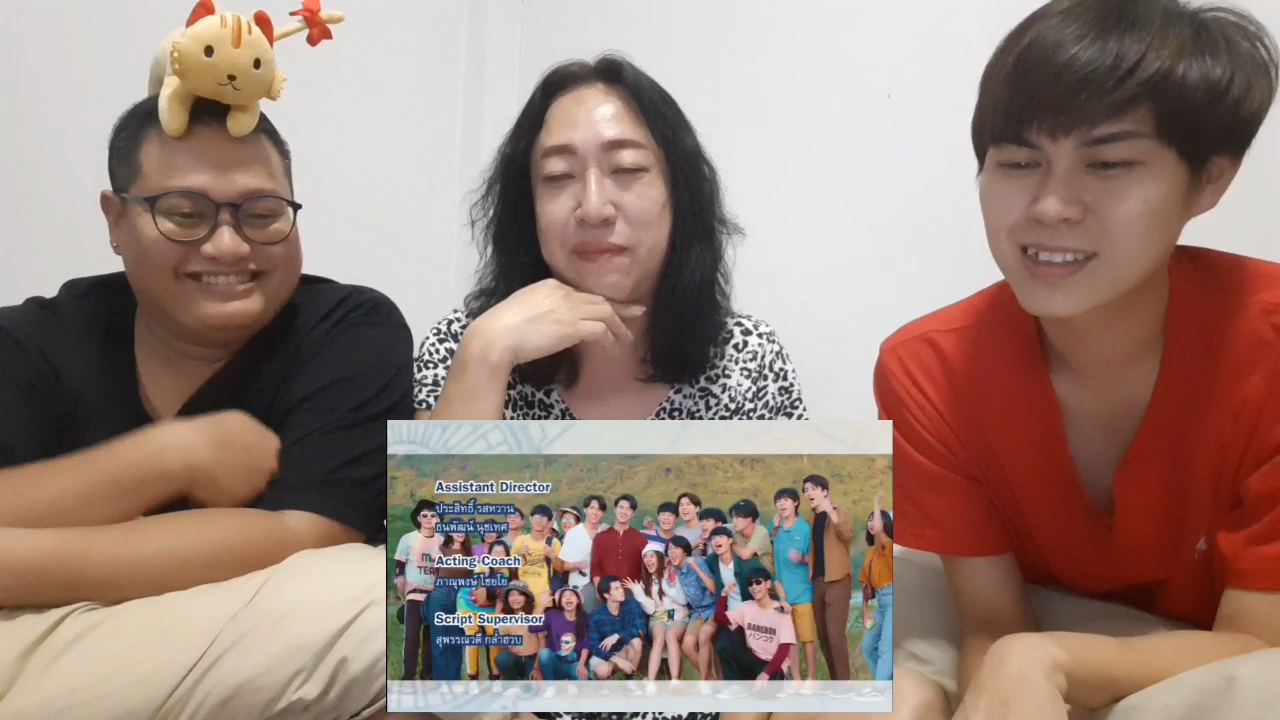 Assistant Director
ประสิทธิ์ รสหวาน
ธนพัฒน์ นุชเทศ
Acting Coach
ภาณุพงษ์ ไชยโย
Script Supervisor
สุพรรณวดี กล่ำฮวบ
BANGKOK